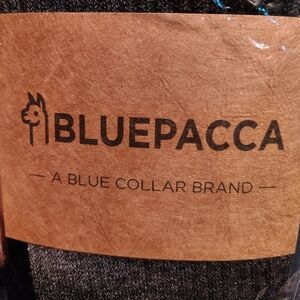 BLUEPACCA
— A BLUE COLLAR BRAND —